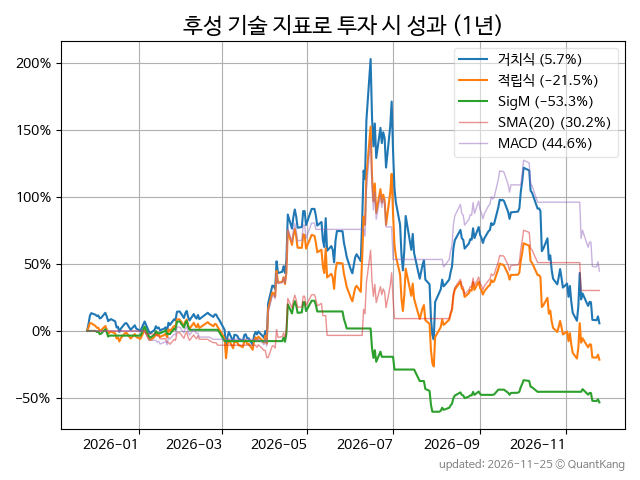 후성 기술 지표로 투자 시 성과 (1년)
200%
150%
100%
50%
0%
−50%
거치식 (5.7%)
적립식 (−21.5%)
SigM (−53.3%)
SMA(20) (30.2%)
MACD (44.6%)
2026-01
2026-03
2026-05
2026-07
2026-09
2026-11
updated: 2026-11-25 ⓒ QuantKang